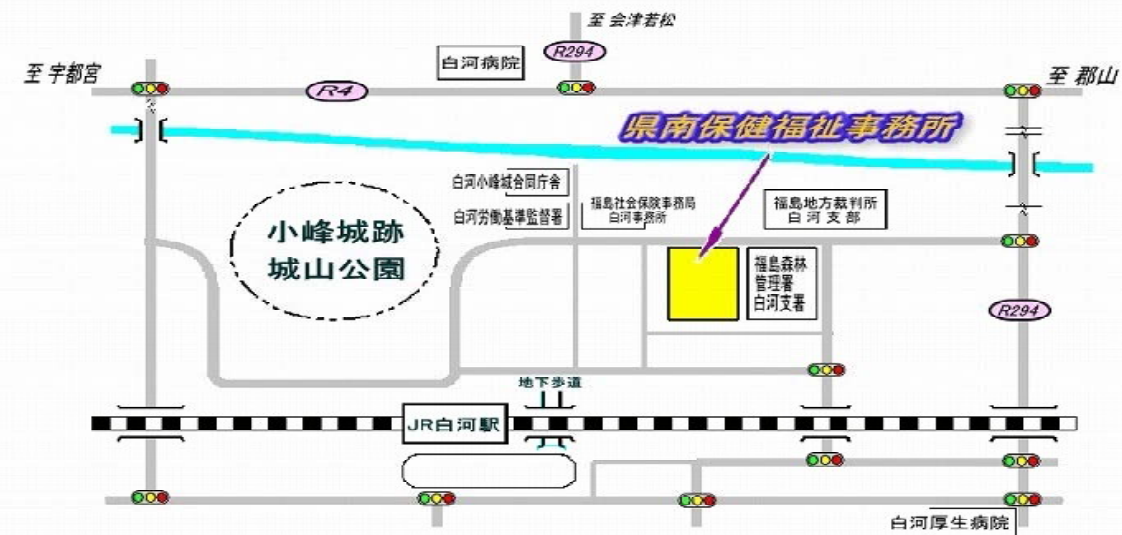 至 会津若松
R294
白河病院
至 宇都宮
R4
至 郡山
県南保健福祉事務所
白河小峰城合同庁舎
白河労働基準監督署
福島社会保険事務局
白河事務所
福島地方裁判所
白河支部
小峰城跡
城山公園
福島森林
管理署
白河支署
R294
地下歩道
JR白河駅
白河厚生病院